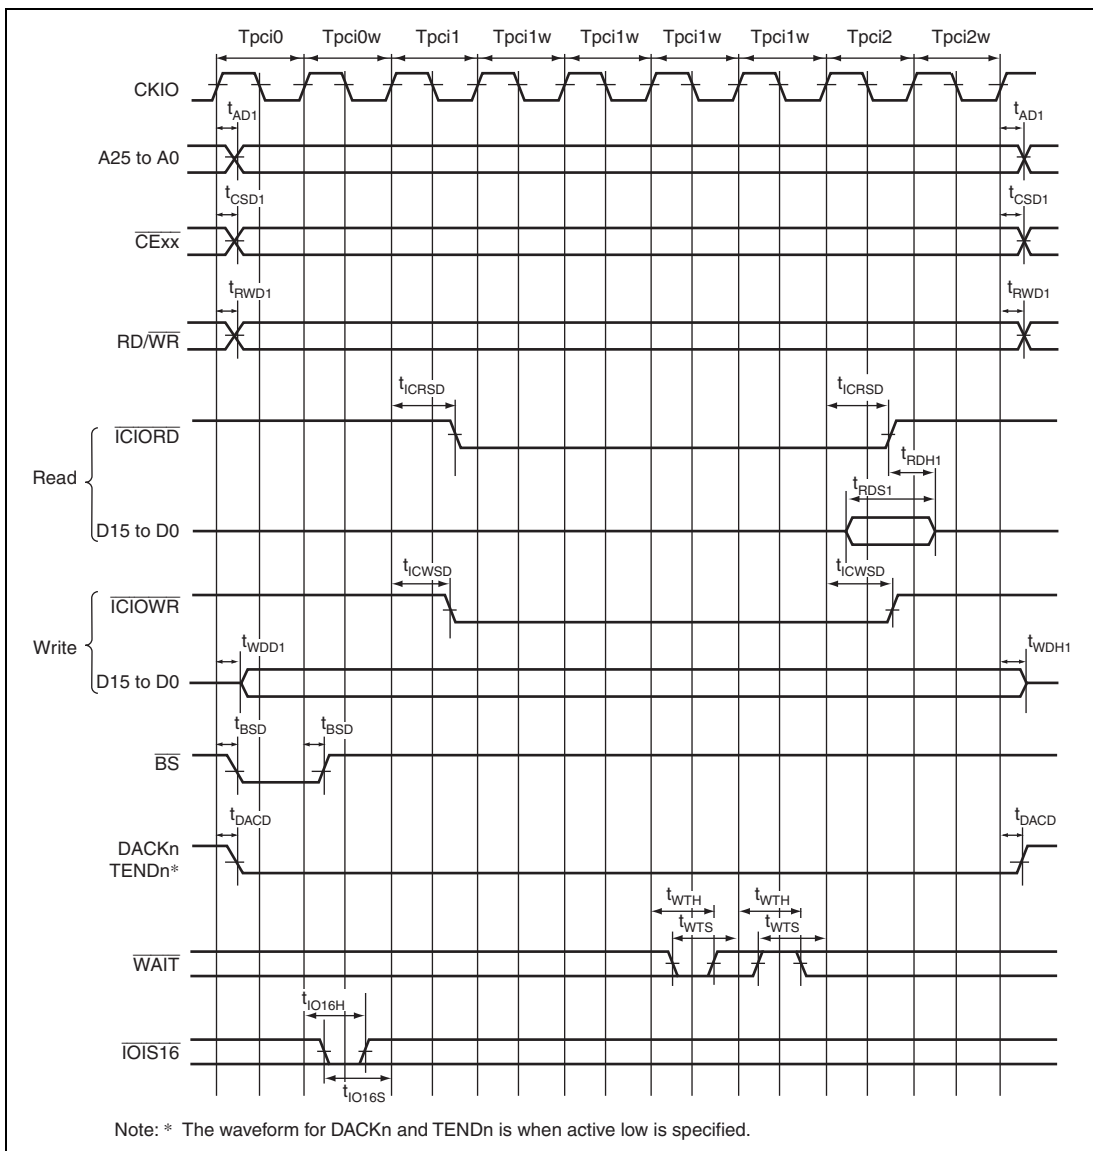 Tpci0 Tpci0w Tpci1 Tpci1w Tpci1w Tpci1w Tpci1w Tpci2 Tpci2w
CKIO
tAD1 tAD1
A25 to A0
tCSD1 tCSD1
CExx
tRWD1 tRWD1
RD/WR
tICRSD tICRSD
ICIORD
tRDH1
Read
tRDS1
D15 to D0
tICWSD tICWSD
ICIOWR
Write
tWDD1 tWDH1
D15 to D0
tBSD tBSD
BS
tDACD tDACD
DACKn
TENDn*
tWTH tWTH
tWTS tWTS
WAIT
tIO16H
IOIS16
tIO16S
Note: * The waveform for DACKn and TENDn is when active low is specified.